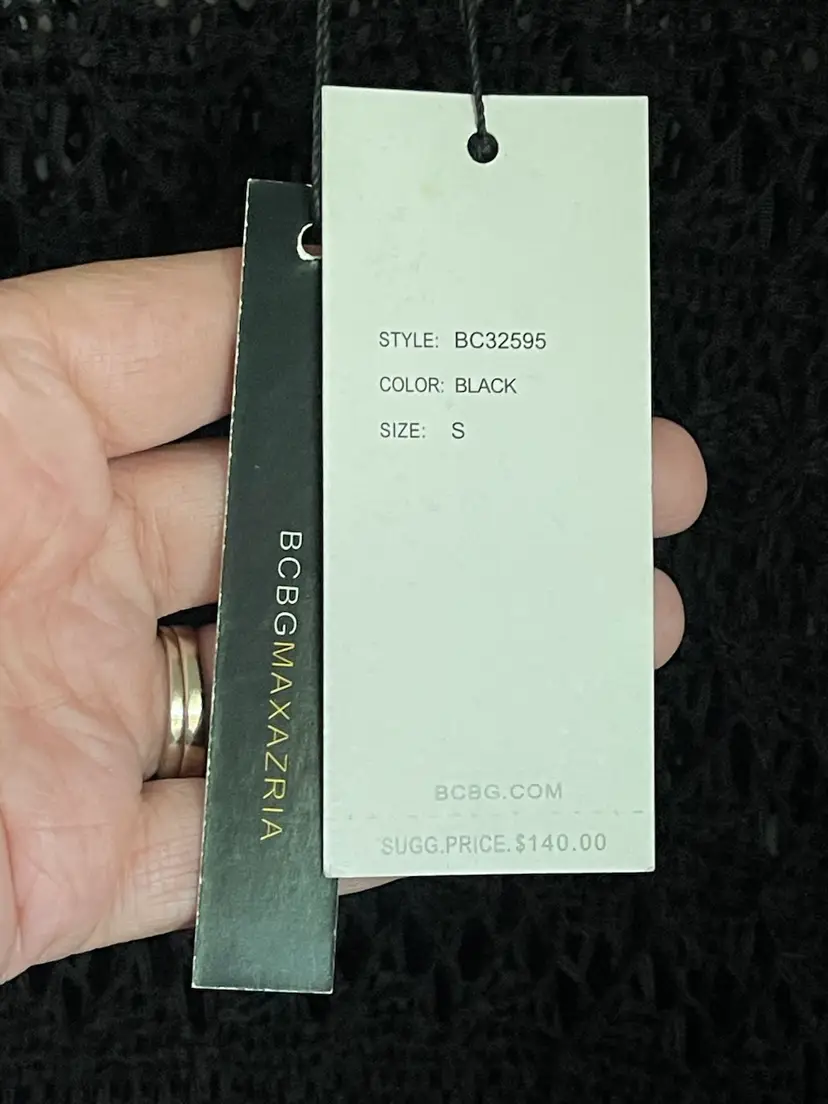 STYLE: BC32595
COLOR: BLACK
SIZE: S
BCBG.COM
SUGG.PRICE.$140.00
BCBGMAXAZRIA